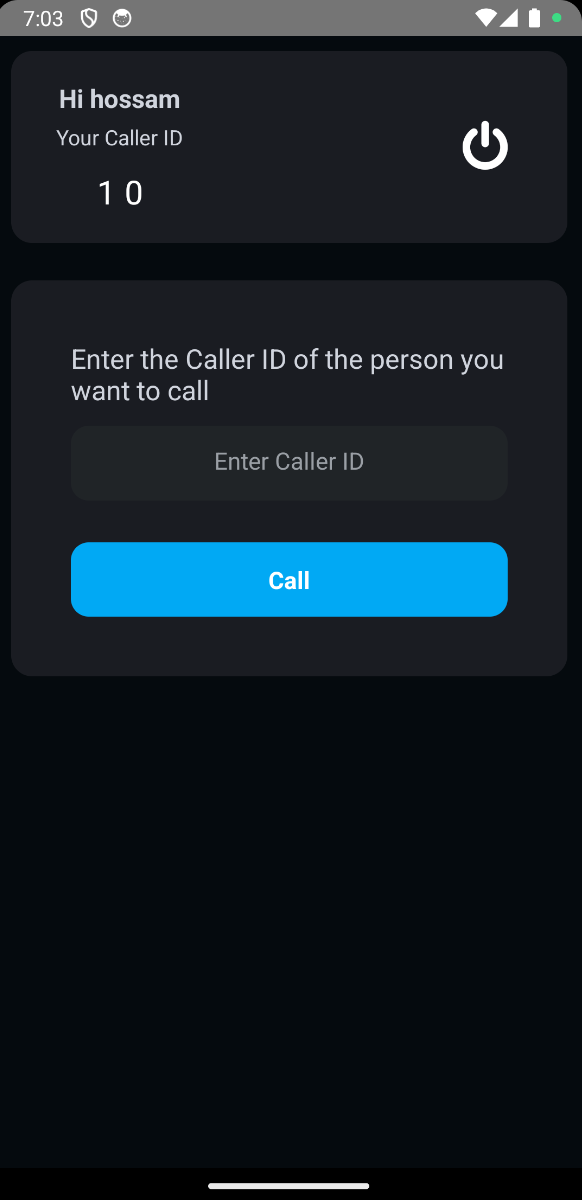 7:03
Hi hossam
Your Caller ID
1 0
Enter the Caller ID of the person you
want to call
Enter Caller ID
Call